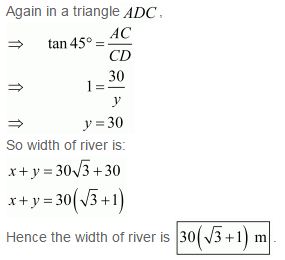 Again in a triangle ADC,
⇒ tan 45° = AC/CD
⇒ 1 = 30/y
⇒ y = 30
So width of river is:
x + y = 30√3 + 30
x + y = 30(√3 + 1)
Hence the width of river is 30(√3 + 1) m.